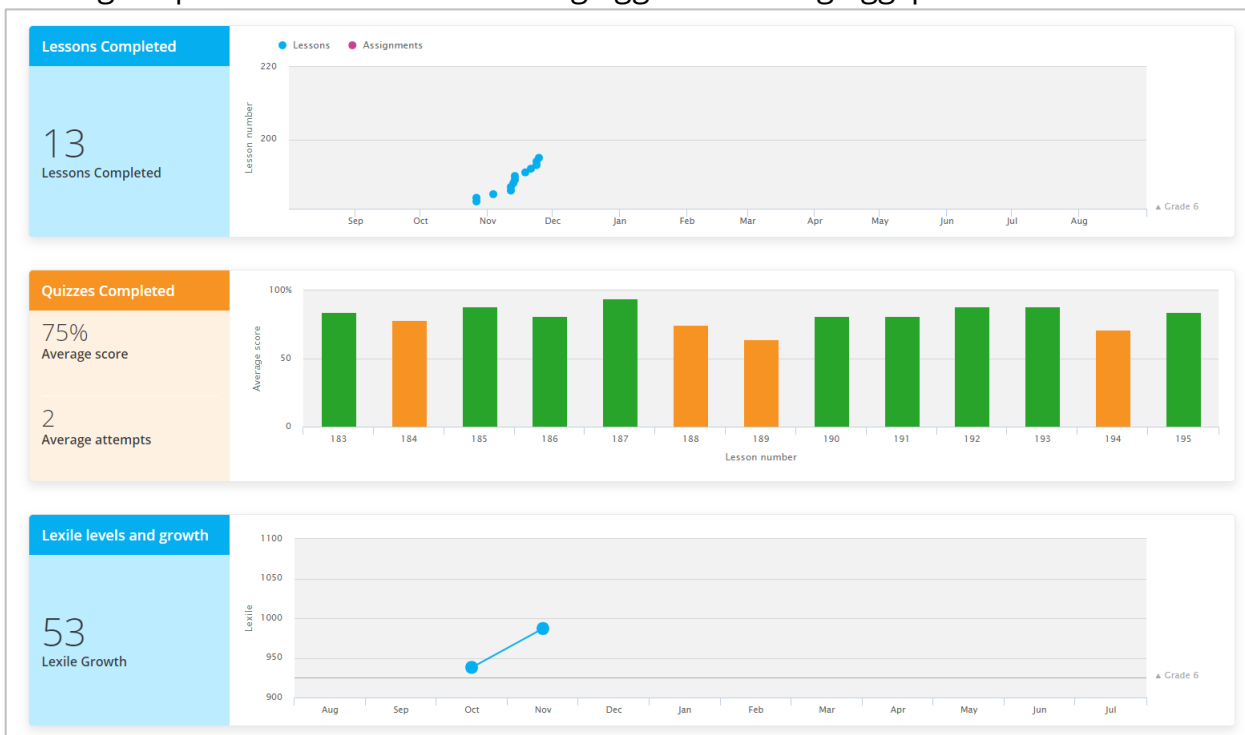 Lessons Completed
Lessons Assignments
13
Lessons Completed
Lesson number
220
200
Sep Oct Nov Dec Jan Feb Mar Apr May Jun Jul Aug
▲ Grade 6
Quizzes Completed
75%
Average score
2
Average attempts
Average score
100%
50
0
183 184 185 186 187 188 189 190 191 192 193 194 195
Lesson number
Lexile levels and growth
53
Lexile Growth
Lexile
1100
1050
1000
950
900
Aug Sep Oct Nov Dec Jan Feb Mar Apr May Jun Jul
▲ Grade 6